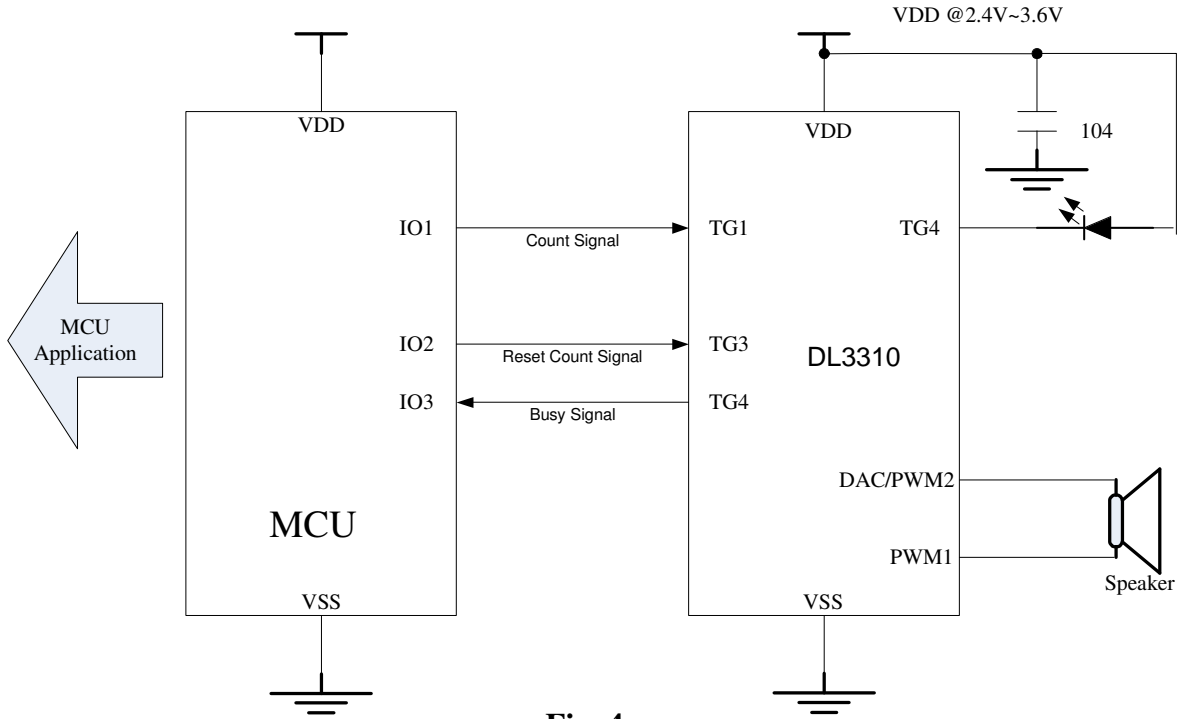 VDD @2.4V~3.6V
VDD
VDD
104
IO1
Count Signal
TG1
TG4
MCU
Application
IO2
Reset Count Signal
TG3
DL3310
IO3
Busy Signal
TG4
DAC/PWM2
MCU
PWM1
Speaker
VSS
VSS